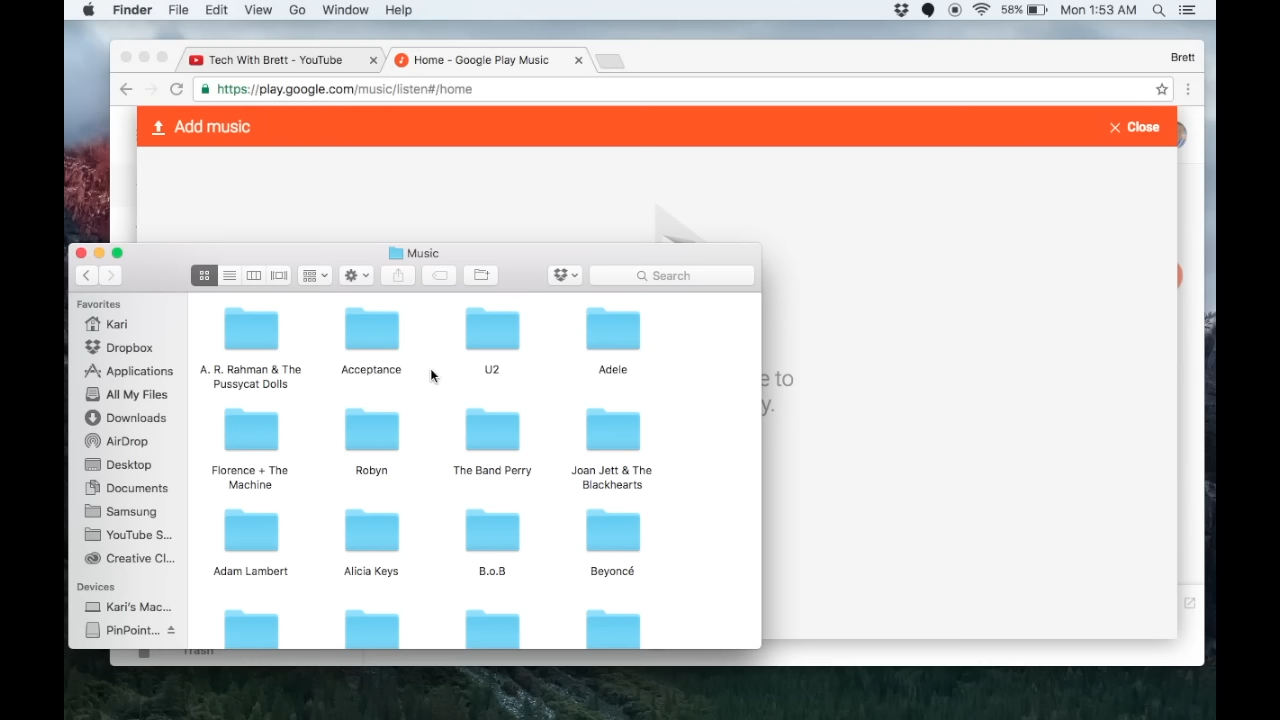 Finder File Edit View Go Window Help 58% Mon 1:53 AM
Tech With Brett - YouTube Home - Google Play Music Brett
https://play.google.com/music/listen#/home
Add music Close
Music
Search
Favorites
Kari
Dropbox
Applications
All My Files
Downloads
AirDrop
Desktop
Documents
Samsung
YouTube S...
Creative Cl...
Devices
Kari's Mac...
PinPoint...
A. R. Rahman & The
Pussycat Dolls
Acceptance
U2
Adele
Florence + The
Machine
Robyn
The Band Perry
Joan Jett & The
Blackhearts
Adam Lambert
Alicia Keys
B.o.B
Beyoncé
e to
y.
Trash